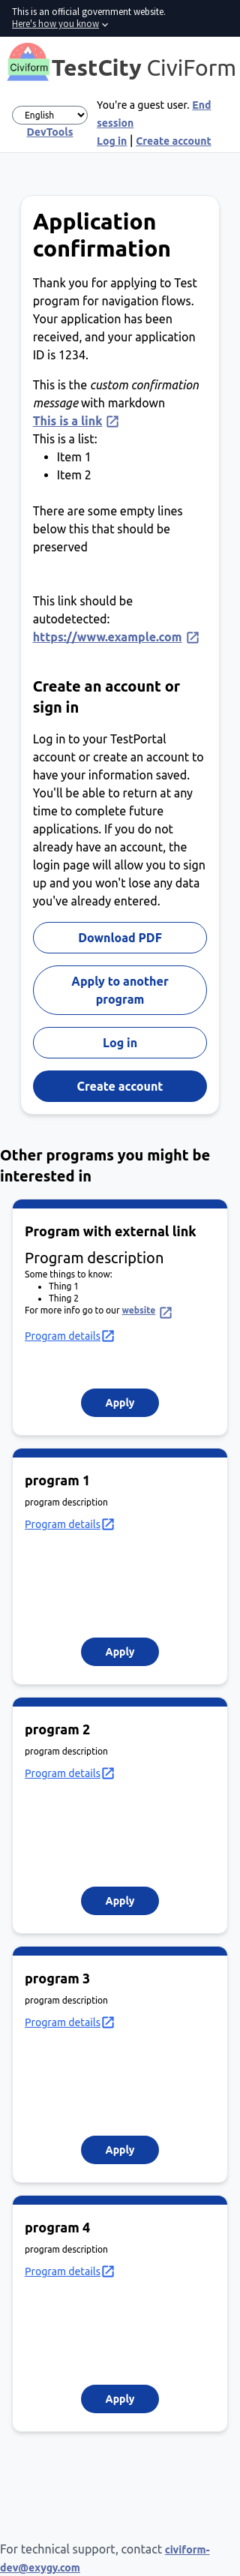 This is an official government website.
Here's how you know
Civiform
TestCity CiviForm
English
DevTools
You're a guest user. End
session
Log in | Create account
Application
confirmation
Thank you for applying to Test
program for navigation flows.
Your application has been
received, and your application
ID is 1234.
This is the custom confirmation
message with markdown
This is a link
This is a list:
• Item 1
• Item 2
There are some empty lines
below this that should be
preserved
This link should be
autodetected:
https://www.example.com
Create an account or
sign in
Log in to your TestPortal
account or create an account to
have your information saved.
You'll be able to return at any
time to complete future
applications. If you do not
already have an account, the
login page will allow you to sign
up and you won't lose any data
you've already entered.
Download PDF
Apply to another
program
Log in
Create account
Other programs you might be
interested in
Program with external link
Program description
Some things to know:
• Thing 1
• Thing 2
For more info go to our website
Program details
Apply
program 1
program description
Program details
Apply
program 2
program description
Program details
Apply
program 3
program description
Program details
Apply
program 4
program description
Program details
Apply
For technical support, contact civiform-
dev@exygy.com